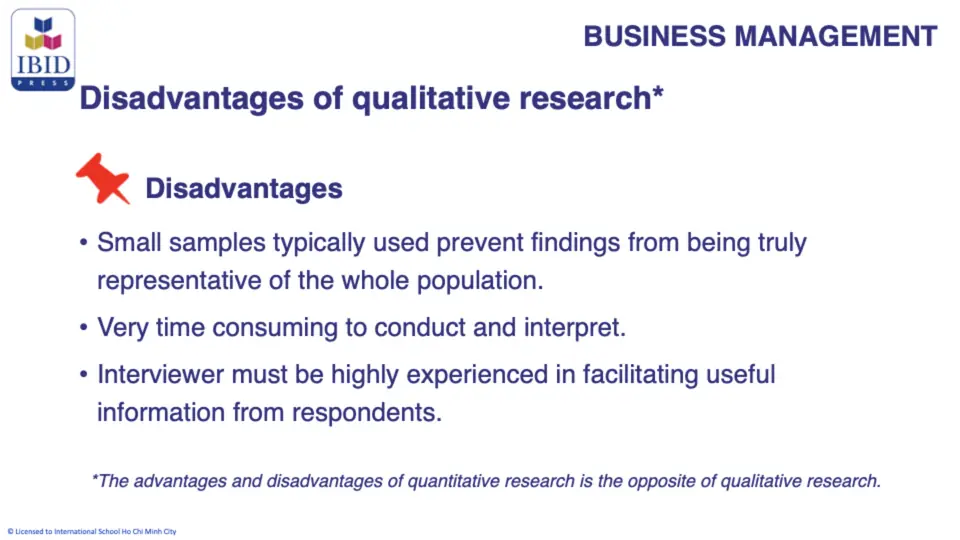 IBID
PRESS
BUSINESS MANAGEMENT
Disadvantages of qualitative research*
Disadvantages
• Small samples typically used prevent findings from being truly
representative of the whole population.
• Very time consuming to conduct and interpret.
• Interviewer must be highly experienced in facilitating useful
information from respondents.
*The advantages and disadvantages of quantitative research is the opposite of qualitative research.
© Licensed to International School Ho Chi Minh City